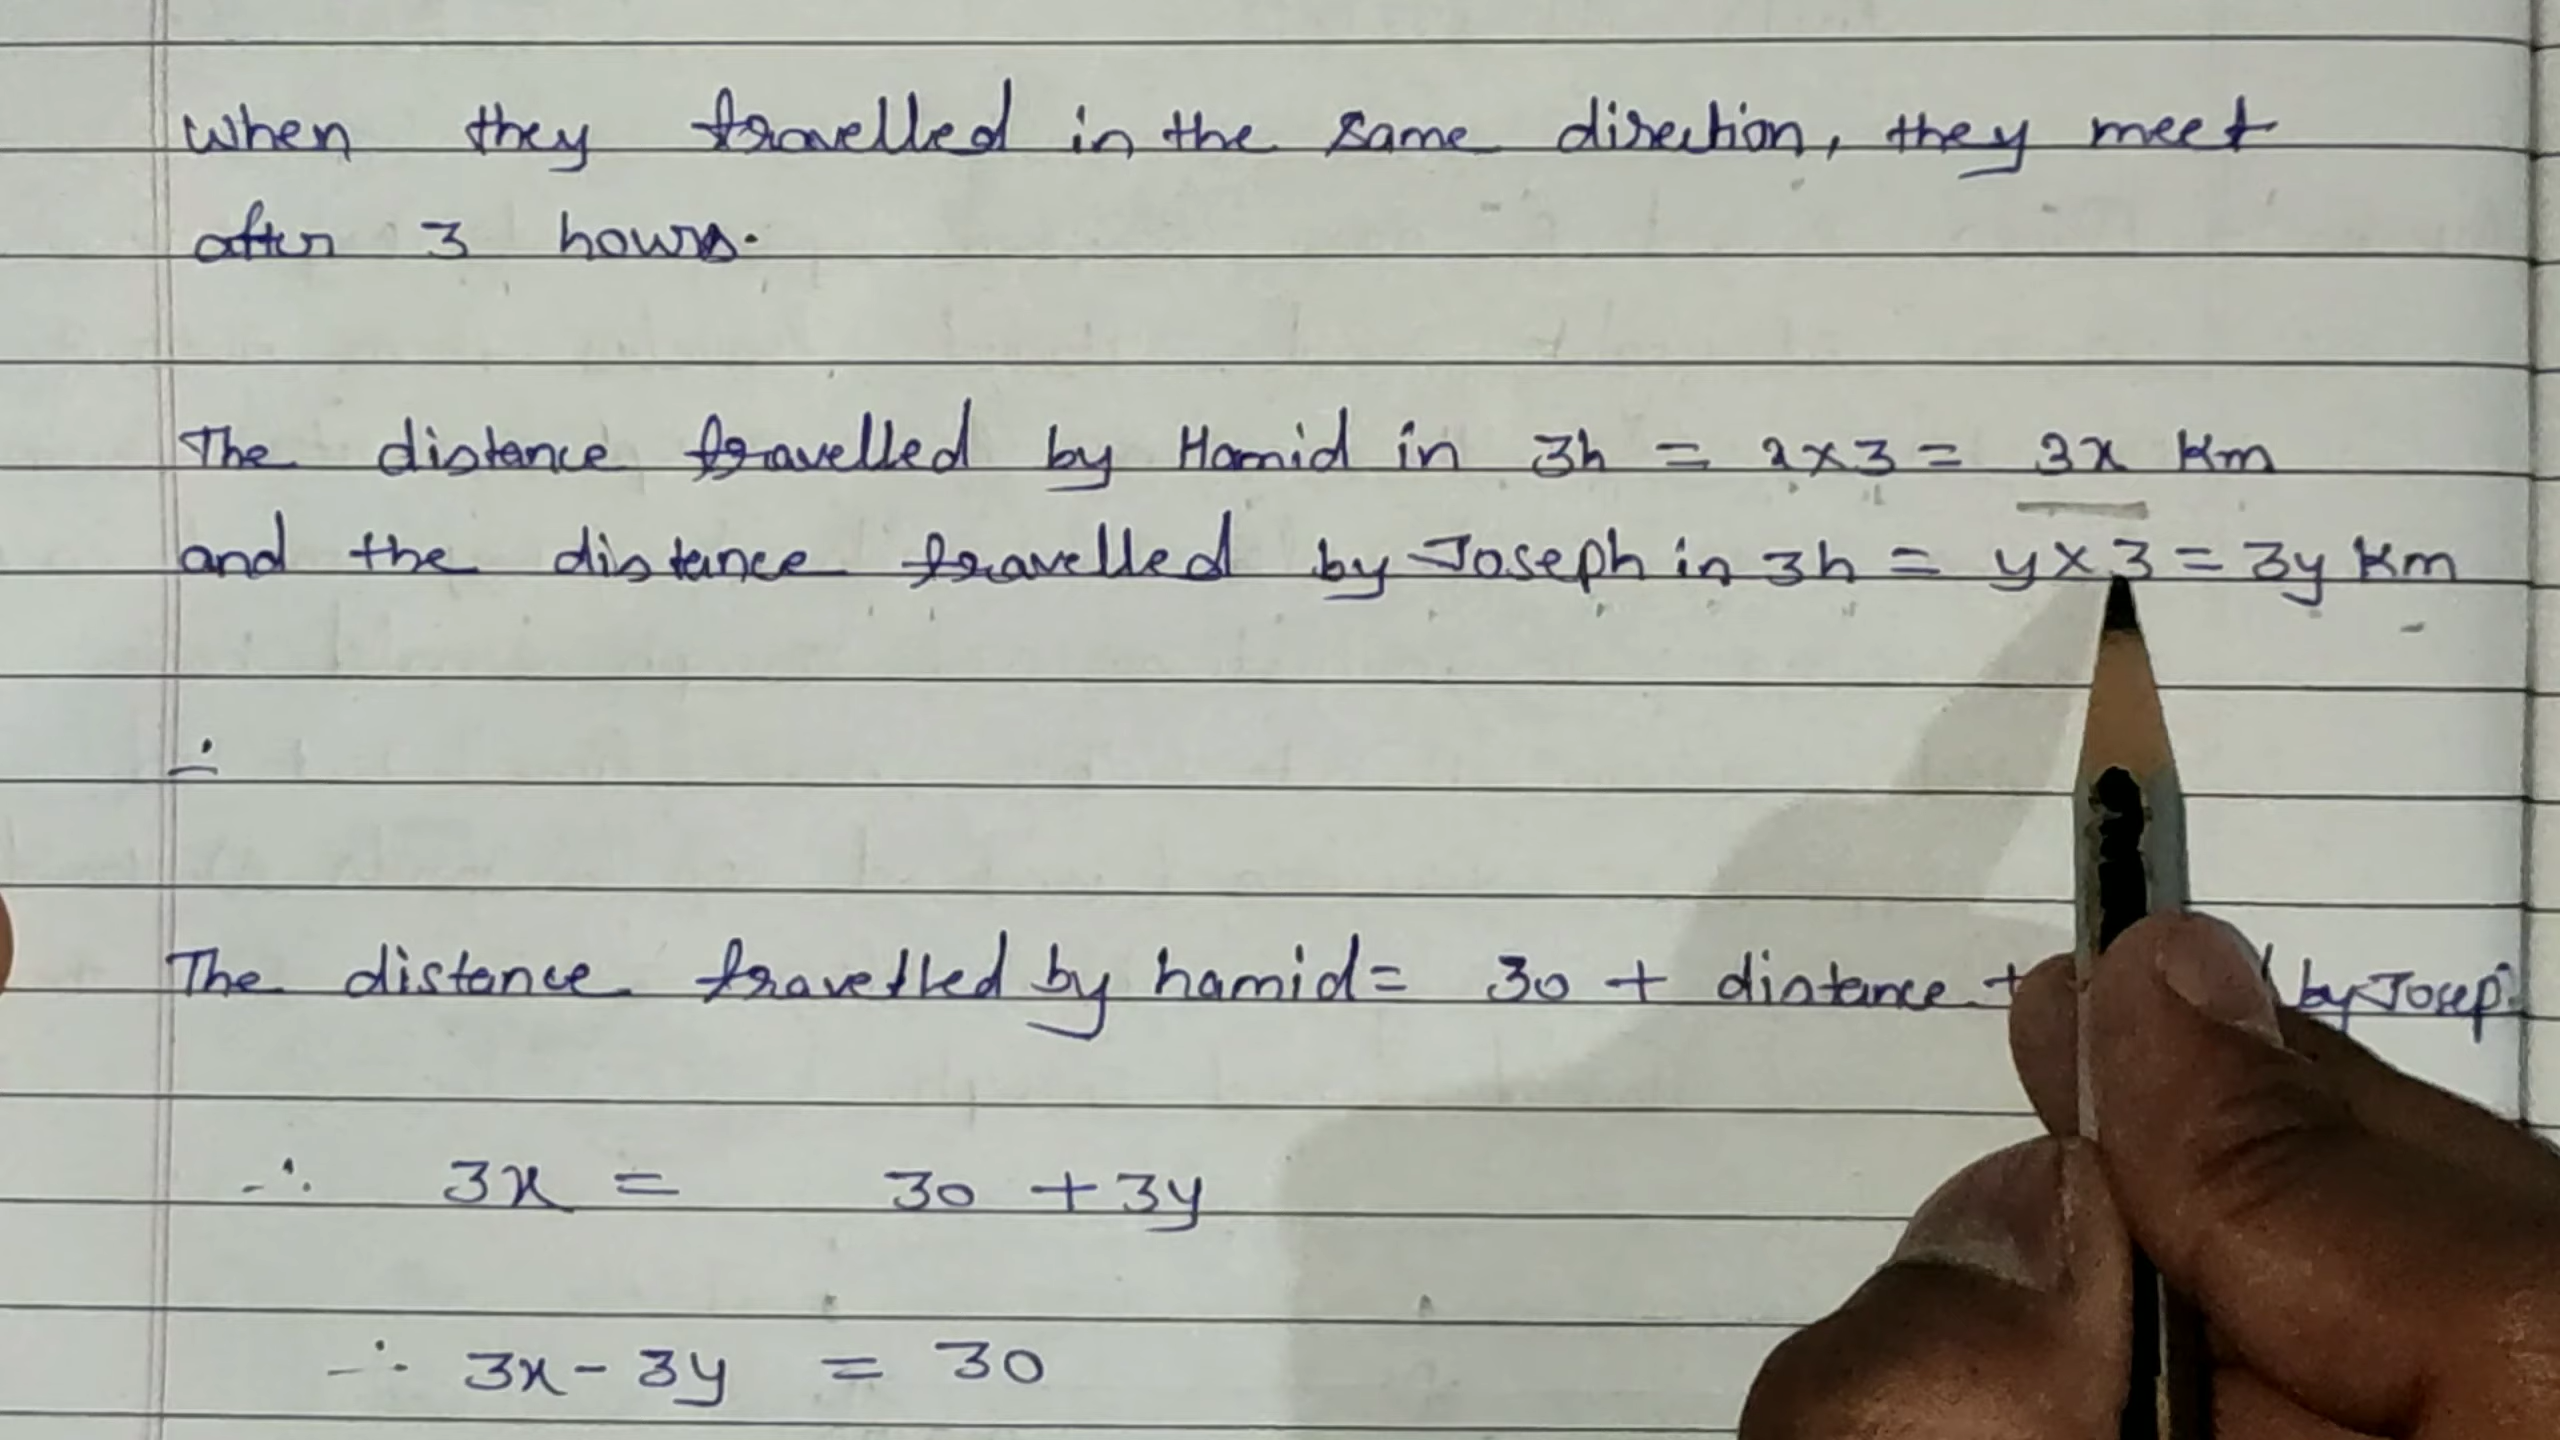 When they travelled in the same direction, they meet
after 3 hours.
The distance travelled by Hamid in 3h = x×3 = 3x Km
and the distance travelled by Joseph in 3h = y×3 = 3y Km
The distance travelled by hamid = 30 + distance by Josep
∴ 3x = 30 + 3y
∴ 3x - 3y = 30